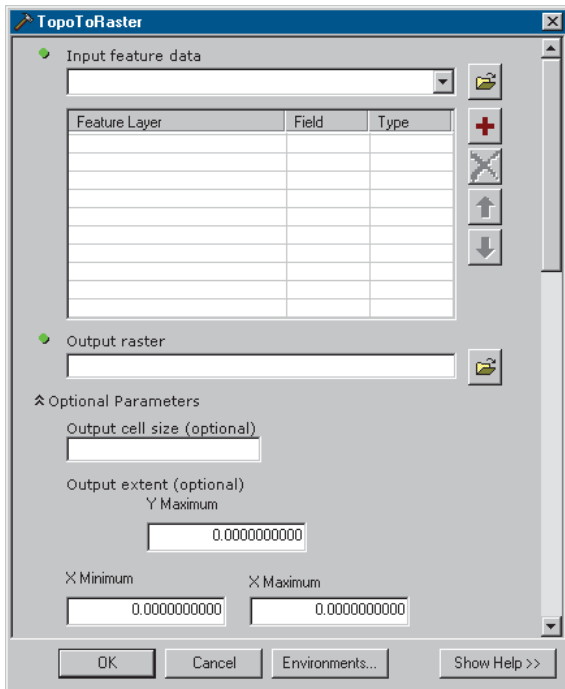 TopoToRaster
Input feature data
Feature Layer Field Type
Output raster
Optional Parameters
Output cell size (optional)
Output extent (optional)
Y Maximum
0.0000000000
X Minimum X Maximum
0.0000000000 0.0000000000
OK Cancel Environments... Show Help >>